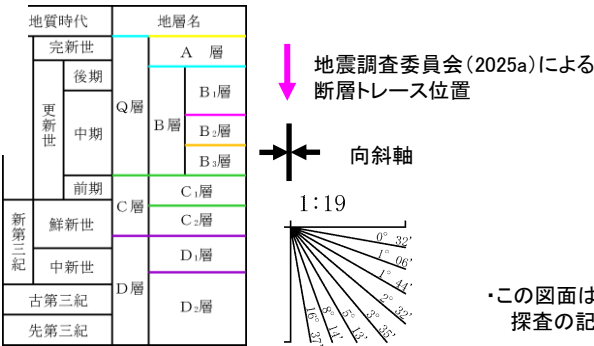 地質時代 地層名
完新世
更新世
後期
中期
前期
新第三紀
鮮新世
中新世
古第三紀
先第三紀
Q層
A 層
B層
B₁層
B₂層
B₃層
C層
C₁層
C₂層
D層
D₁層
D₂層
地震調査委員会(2025a)による
断層トレース位置
向斜軸
1:19
0° 32'
1° 06'
1° 44'
2° 32'
3° 35'
5° 13'
8° 14'
16° 37'
・この図面は
探査の記